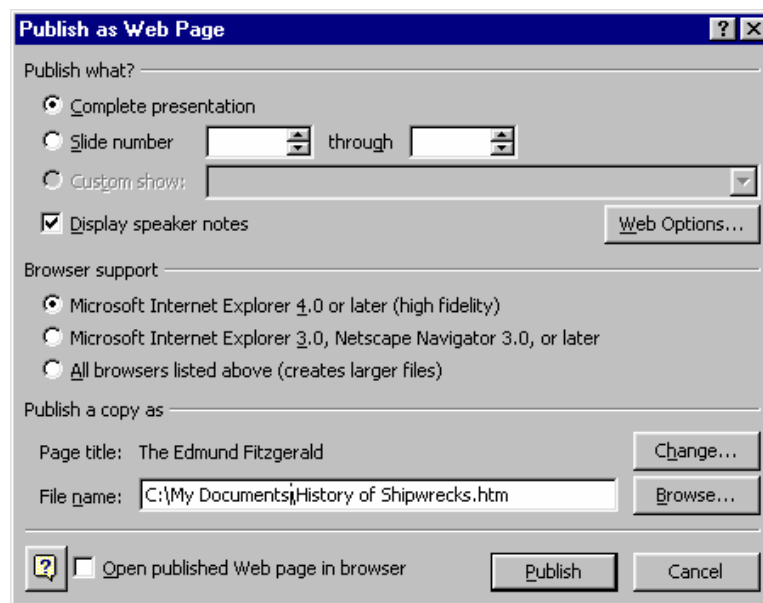 Publish as Web Page
Publish what?
Complete presentation
Slide number through
Custom show:
Display speaker notes Web Options...
Browser support
Microsoft Internet Explorer 4.0 or later (high fidelity)
Microsoft Internet Explorer 3.0, Netscape Navigator 3.0, or later
All browsers listed above (creates larger files)
Publish a copy as
Page title: The Edmund Fitzgerald Change...
File name: C:\My Documents\History of Shipwrecks.htm Browse...
Open published Web page in browser Publish Cancel